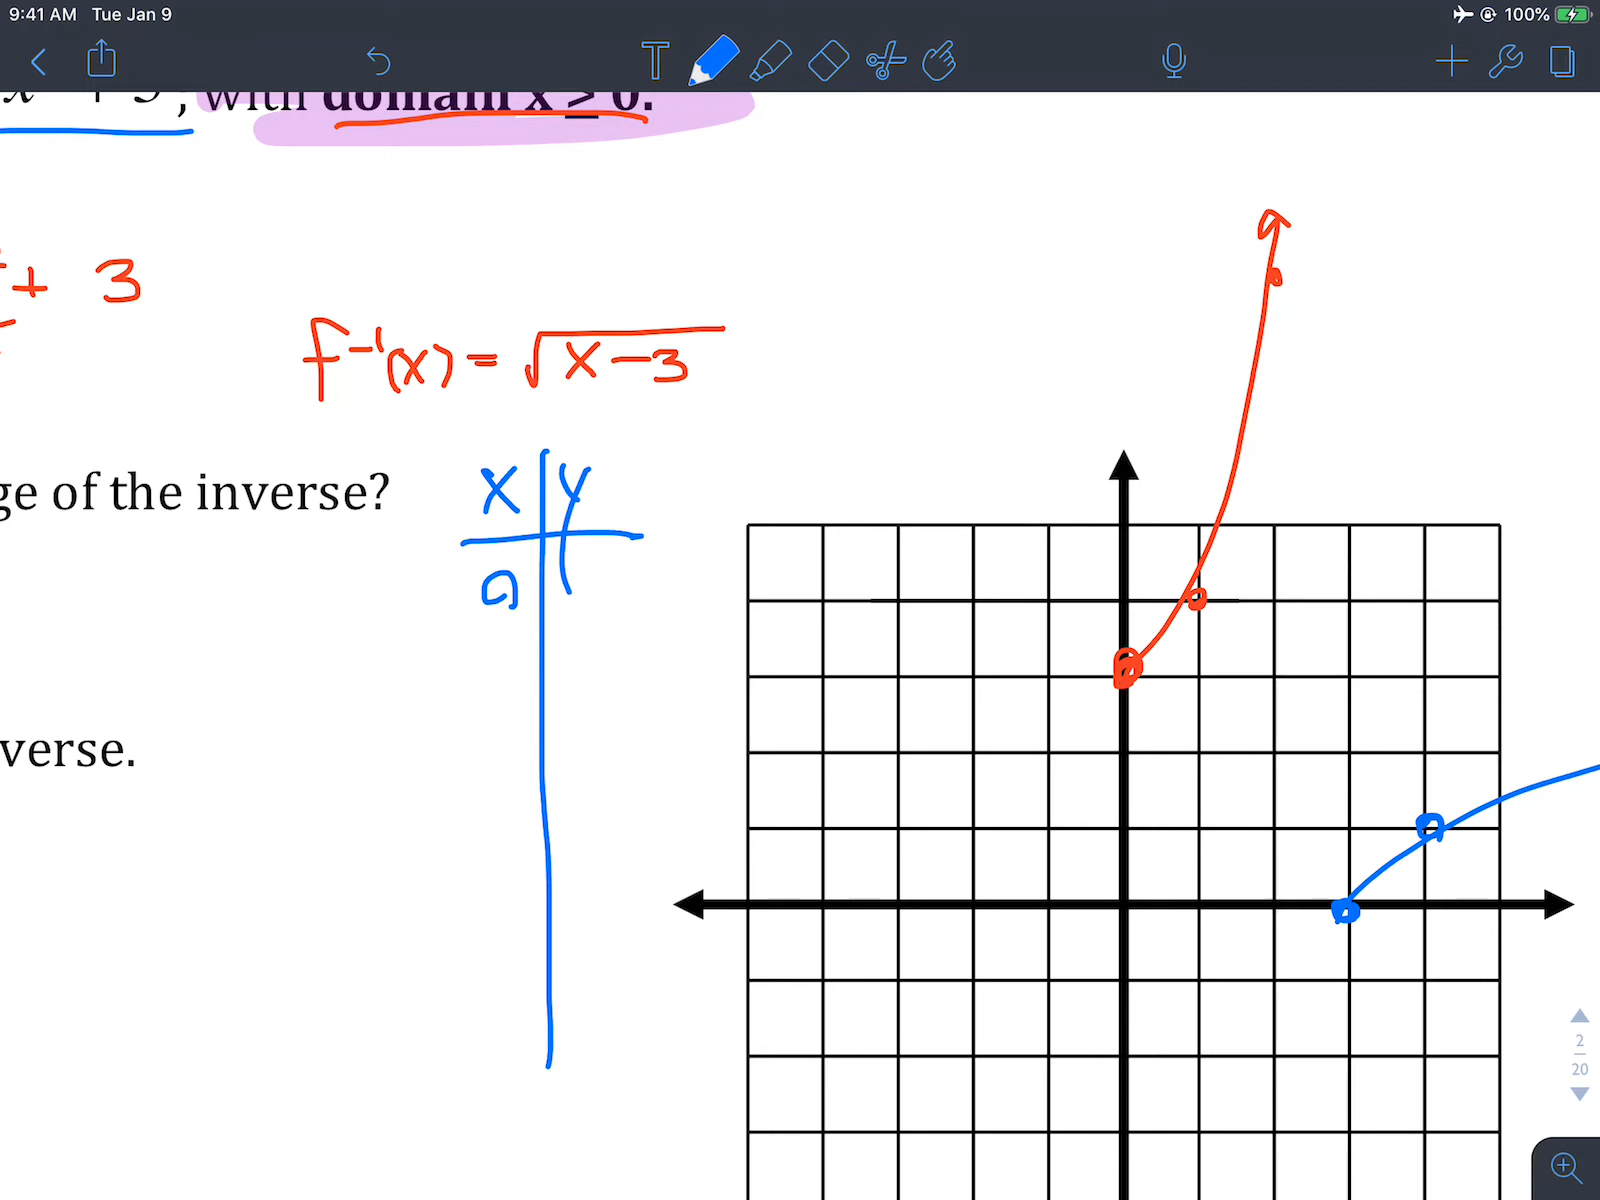 9:41 AM Tue Jan 9 100%
T
with domain x ≥ 0.
+ 3
f⁻¹(x) = √x-3
ge of the inverse?
x y
0
verse.
2
20